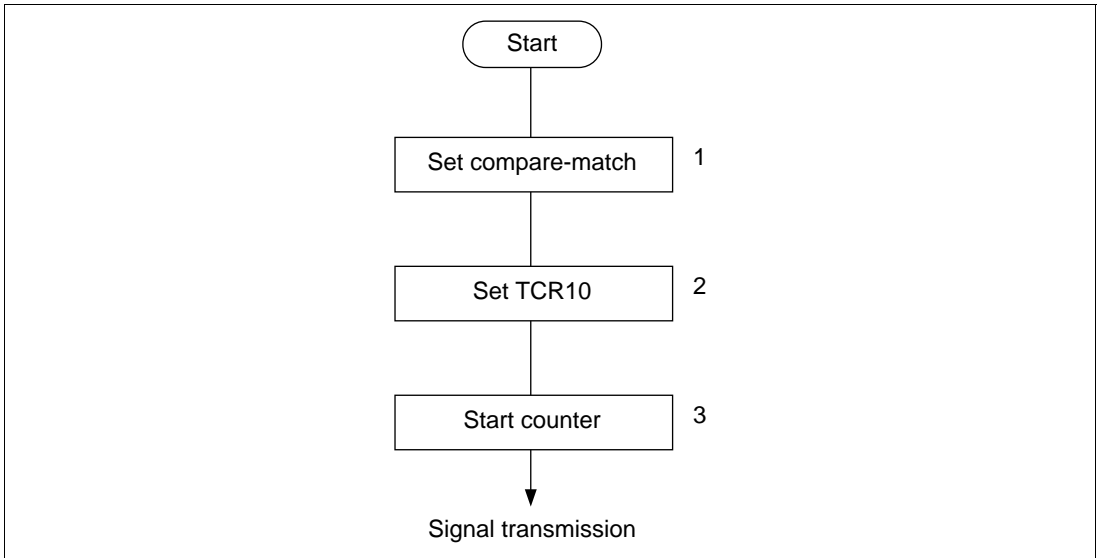 Start
Set compare-match 1
Set TCR10 2
Start counter 3
Signal transmission